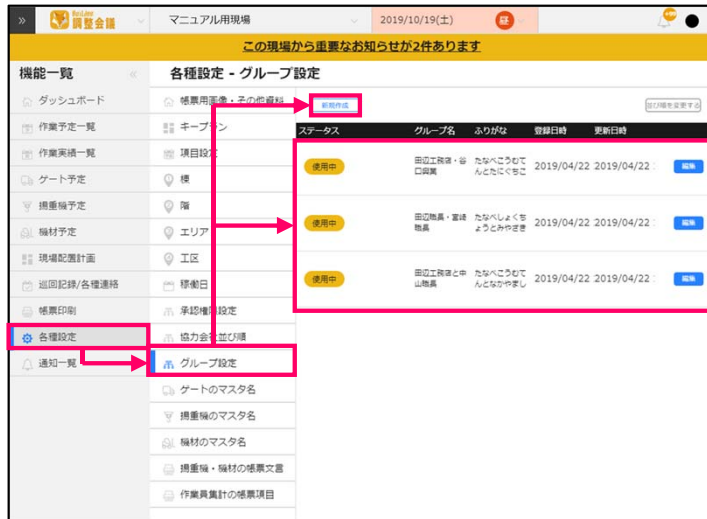 »
BuilJee
調整会議
マニュアル用現場
2019/10/19(土)
昼
この現場から重要なお知らせが2件あります
機能一覧
«
各種設定 - グループ設定
ダッシュボード
作業予定一覧
作業実績一覧
ゲート予定
揚重機予定
機材予定
現場配置計画
巡回記録/各種連絡
帳票印刷
各種設定
通知一覧
帳票用画像・その他資料
キープラン
項目設定
棟
階
エリア
工区
稼働日
承認権限設定
協力会社並び順
グループ設定
ゲートのマスタ名
揚重機のマスタ名
機材のマスタ名
揚重機・機材の帳票文言
作業員集計の帳票項目
新規作成
並び順を変更する
ステータス グループ名 ふりがな 登録日時 更新日時
使用中 田辺工務店・谷口興業 たなべこうむてんとたにぐちこ 2019/04/22 2019/04/22 編集
使用中 田辺職長・宮崎職長 たなべしょくちょうとみやざき 2019/04/22 2019/04/22 編集
使用中 田辺工務店と中山職長 たなべこうむてんとなかやまし 2019/04/22 2019/04/22 編集